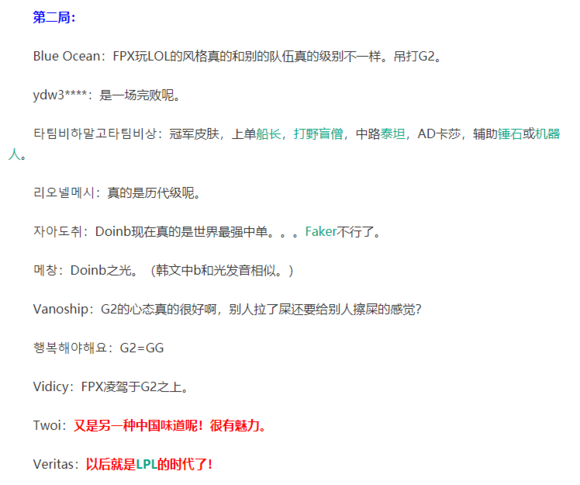 第二局：
Blue Ocean：FPX玩LOL的风格真的和别的队伍真的级别不一样。吊打G2。
ydw3****：是一场完败呢。
타팀비하말고타팀비상：冠军皮肤，上单船长，打野盲僧，中路泰坦，AD卡莎，辅助锤石或机器
人。
리오넬메시：真的是历代级呢。
자아도취：Doinb现在真的是世界最强中单。。。Faker不行了。
메창：Doinb之光。（韩文中b和光发音相似。）
Vanoship：G2的心态真的很好啊，别人拉了屎还要给别人擦屎的感觉？
행복해야해요：G2=GG
Vidicy：FPX凌驾于G2之上。
Twoi：又是另一种中国味道呢！很有魅力。
Veritas：以后就是LPL的时代了！